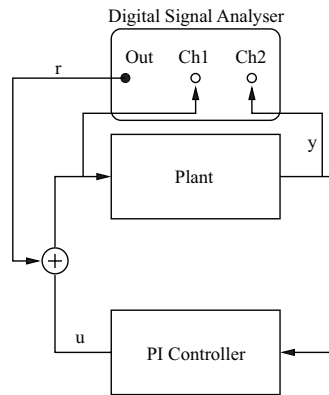 Digital Signal Analyser
r
Out Ch1 Ch2
y
Plant
+
u
PI Controller